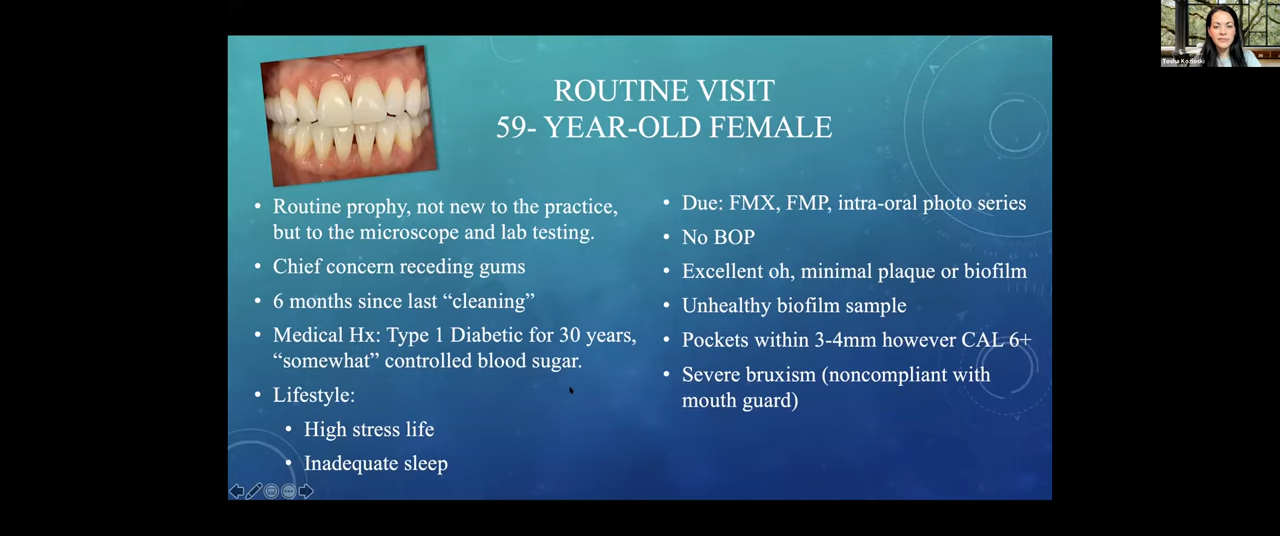 Tosha Kozloski
ROUTINE VISIT
59- YEAR-OLD FEMALE
• Routine prophy, not new to the practice,
but to the microscope and lab testing.
• Chief concern receding gums
• 6 months since last “cleaning”
• Medical Hx: Type 1 Diabetic for 30 years,
“somewhat” controlled blood sugar.
• Lifestyle:
• High stress life
• Inadequate sleep
• Due: FMX, FMP, intra-oral photo series
• No BOP
• Excellent oh, minimal plaque or biofilm
• Unhealthy biofilm sample
• Pockets within 3-4mm however CAL 6+
• Severe bruxism (noncompliant with
mouth guard)